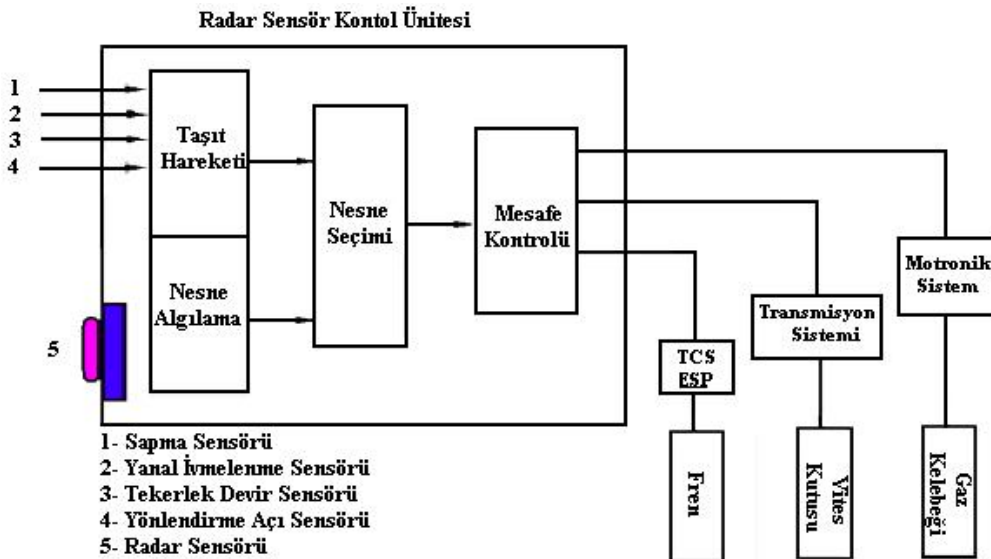 Radar Sensör Kontol Ünitesi
1
2
3
4
Taşıt
Hareketi
Nesne
Algılama
Nesne
Seçimi
Mesafe
Kontrolü
Motronik
Sistem
Transmisyon
Sistemi
TCS
ESP
5
Fren
Vites
Kutusu
Gaz
Kelebeği
1- Sapma Sensörü
2- Yanal İvmelenme Sensörü
3- Tekerlek Devir Sensörü
4- Yönlendirme Açı Sensörü
5- Radar Sensörü